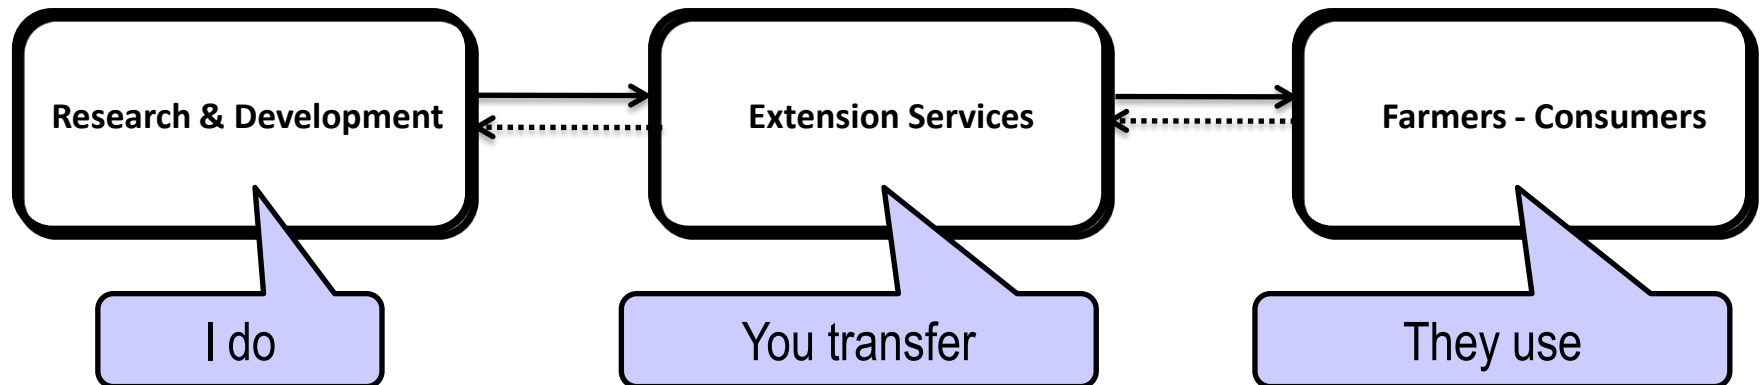 Research & Development
Extension Services
Farmers - Consumers
I do
You transfer
They use